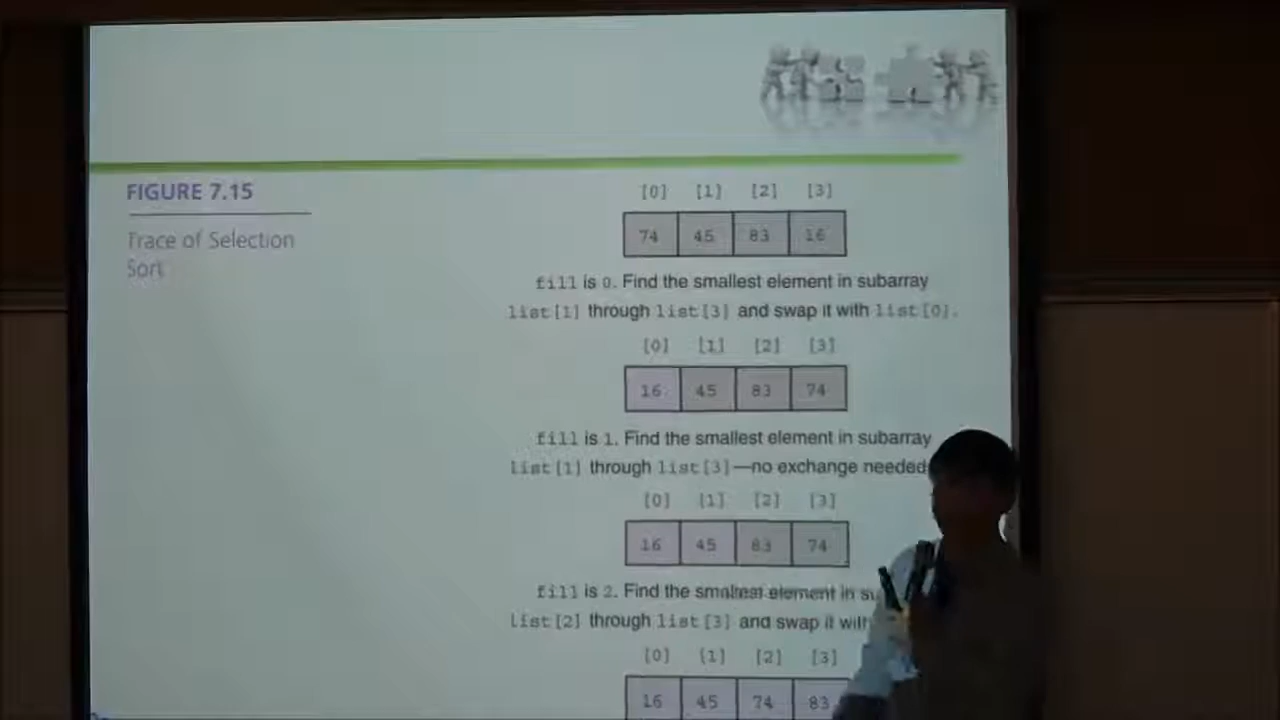 FIGURE 7.15
Trace of Selection
Sort
[0] [1] [2] [3]
74 45 83 16
fill is 0. Find the smallest element in subarray
list[1] through list[3] and swap it with list[0].
[0] [1] [2] [3]
16 45 83 74
fill is 1. Find the smallest element in subarray
list[1] through list[3]—no exchange needed
[0] [1] [2] [3]
16 45 83 74
fill is 2. Find the smallest element in su
list[2] through list[3] and swap it with
[0] [1] [2] [3]
16 45 74 83